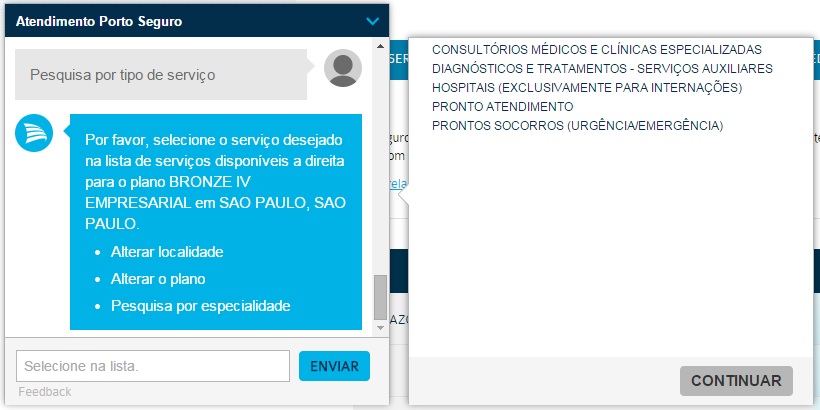 Atendimento Porto Seguro
Pesquisa por tipo de serviço
Por favor, selecione o serviço desejado
na lista de serviços disponíveis a direita
para o plano BRONZE IV
EMPRESARIAL em SAO PAULO, SAO
PAULO.
Alterar localidade
Alterar o plano
Pesquisa por especialidade
Selecione na lista.
ENVIAR
Feedback
CONSULTÓRIOS MÉDICOS E CLÍNICAS ESPECIALIZADAS
DIAGNÓSTICOS E TRATAMENTOS - SERVIÇOS AUXILIARES
HOSPITAIS (EXCLUSIVAMENTE PARA INTERNAÇÕES)
PRONTO ATENDIMENTO
PRONTOS SOCORROS (URGÊNCIA/EMERGÊNCIA)
CONTINUAR